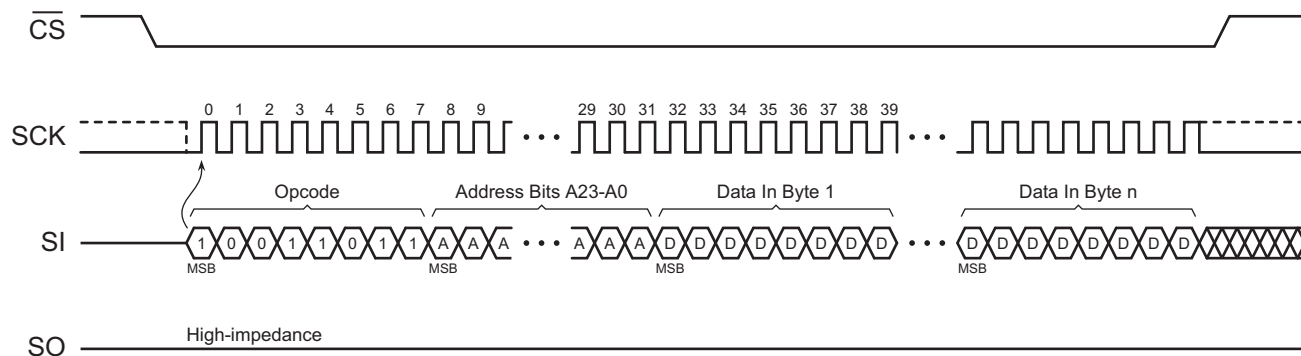 CS
0 1 2 3 4 5 6 7 8 9 29 30 31 32 33 34 35 36 37 38 39
SCK
Opcode Address Bits A23-A0 Data In Byte 1 Data In Byte n
SI 1 0 0 1 1 0 1 1 A A A A A A D D D D D D D D D D D D D D D D
MSB MSB MSB MSB
High-impedance
SO